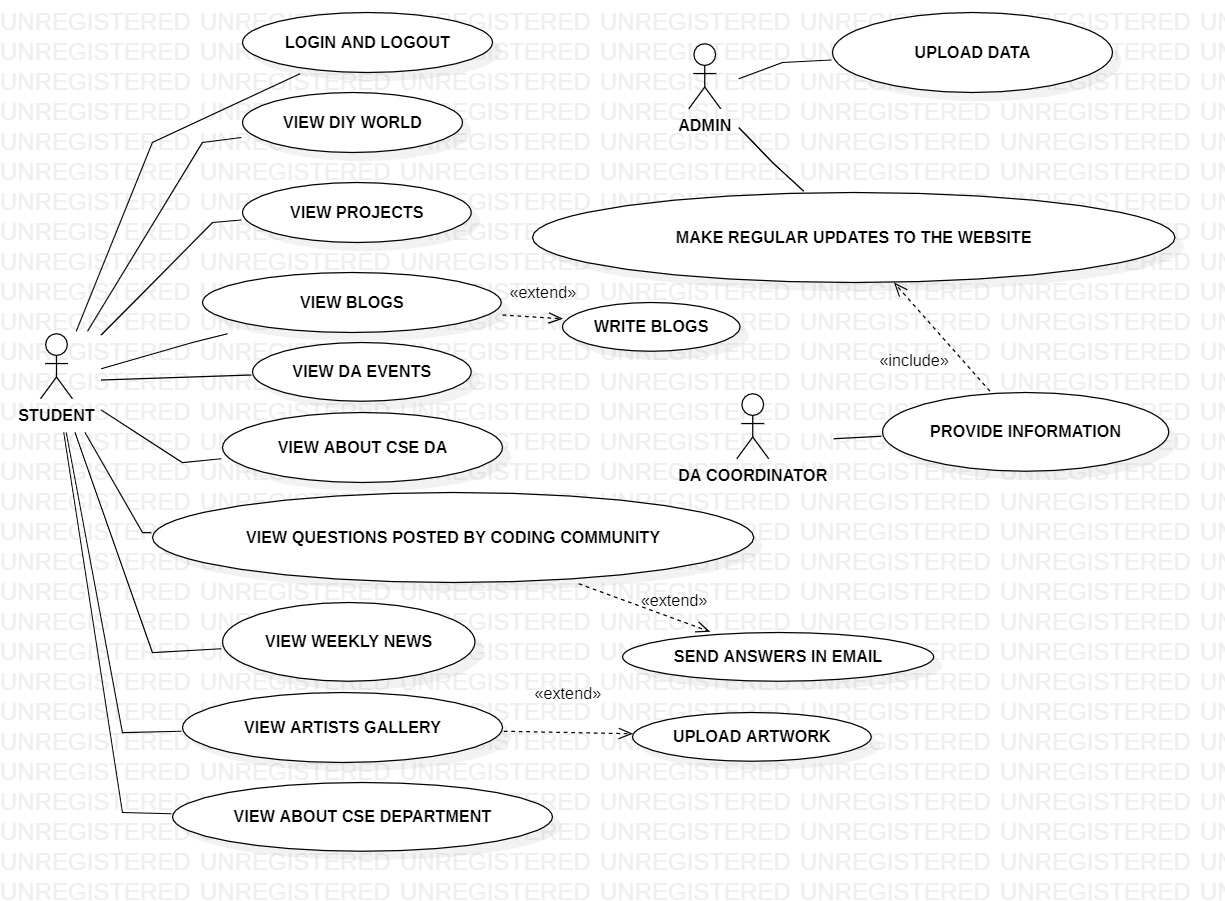 LOGIN AND LOGOUT
VIEW DIY WORLD
VIEW PROJECTS
VIEW BLOGS
«extend»
WRITE BLOGS
VIEW DA EVENTS
STUDENT
VIEW ABOUT CSE DA
VIEW QUESTIONS POSTED BY CODING COMMUNITY
«extend»
SEND ANSWERS IN EMAIL
VIEW WEEKLY NEWS
VIEW ARTISTS GALLERY
«extend»
UPLOAD ARTWORK
VIEW ABOUT CSE DEPARTMENT
ADMIN
UPLOAD DATA
MAKE REGULAR UPDATES TO THE WEBSITE
«include»
PROVIDE INFORMATION
DA COORDINATOR
UNREGISTERED